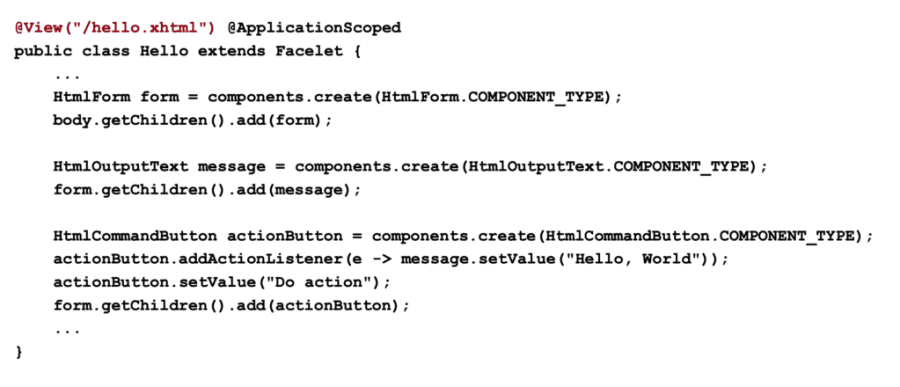 @View("/hello.xhtml") @ApplicationScoped
public class Hello extends Facelet {
    ...
    HtmlForm form = components.create(HtmlForm.COMPONENT_TYPE);
    body.getChildren().add(form);

    HtmlOutputText message = components.create(HtmlOutputText.COMPONENT_TYPE);
    form.getChildren().add(message);

    HtmlCommandButton actionButton = components.create(HtmlCommandButton.COMPONENT_TYPE);
    actionButton.addActionListener(e -> message.setValue("Hello, World"));
    actionButton.setValue("Do action");
    form.getChildren().add(actionButton);
    ...
}